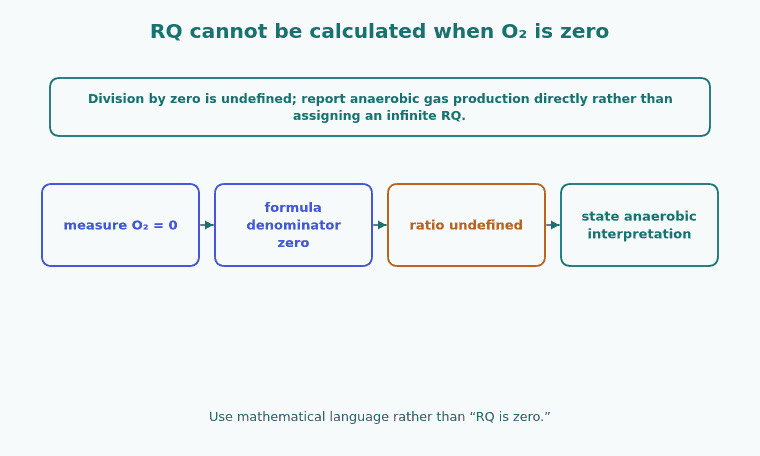 RQ cannot be calculated when O₂ is zero
Division by zero is undefined; report anaerobic gas production directly rather than
assigning an infinite RQ.
measure O₂ = 0
formula
denominator
zero
ratio undefined
state anaerobic
interpretation
Use mathematical language rather than “RQ is zero.”